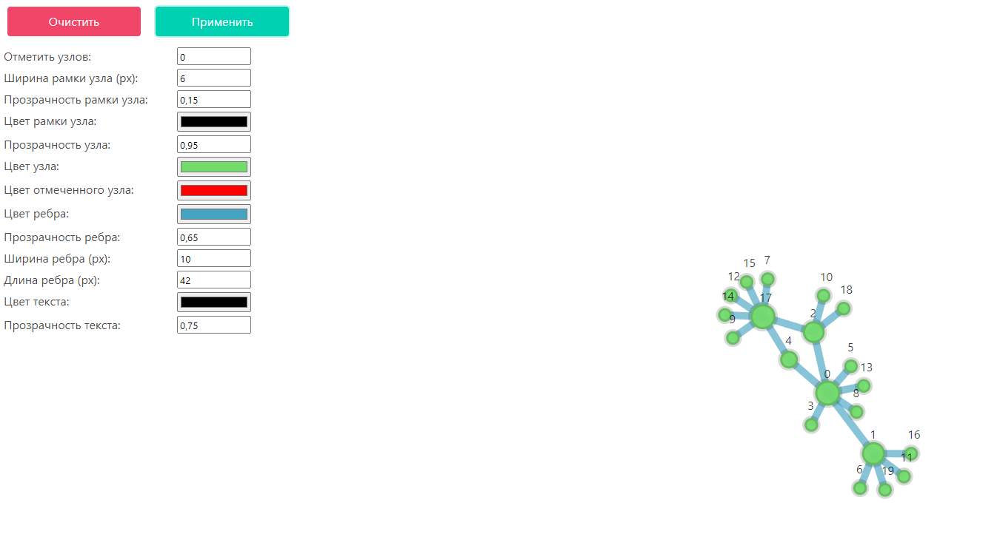 Очистить Применить
Отметить узлов: 0
Ширина рамки узла (px): 6
Прозрачность рамки узла: 0,15
Цвет рамки узла:
Прозрачность узла: 0,95
Цвет узла:
Цвет отмеченного узла:
Цвет ребра:
Прозрачность ребра: 0,65
Ширина ребра (px): 10
Длина ребра (px): 42
Цвет текста:
Прозрачность текста: 0,75
15 7
12 10
14 17 18
9 2
4 5
0 13
3 8
1 16
11
6 19